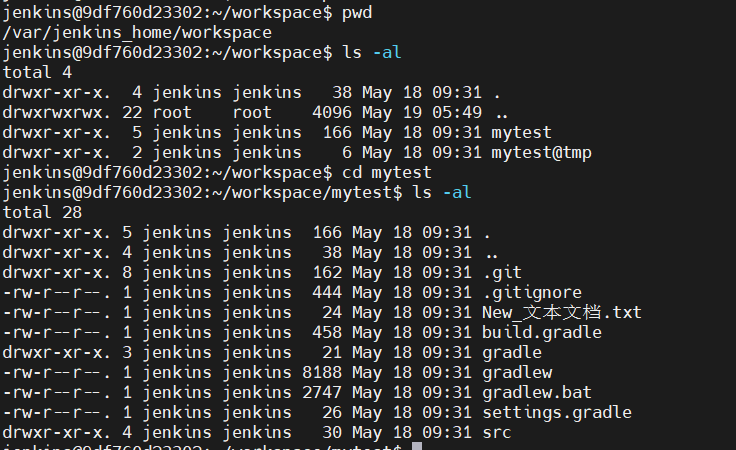 jenkins@9df760d23302:~/workspace$ pwd
/var/jenkins_home/workspace
jenkins@9df760d23302:~/workspace$ ls -al
total 4
drwxr-xr-x.  4 jenkins jenkins   38 May 18 09:31 .
drwxrwxrwx. 22 root    root    4096 May 19 05:49 ..
drwxr-xr-x.  5 jenkins jenkins  166 May 18 09:31 mytest
drwxr-xr-x.  2 jenkins jenkins    6 May 18 09:31 mytest@tmp
jenkins@9df760d23302:~/workspace$ cd mytest
jenkins@9df760d23302:~/workspace/mytest$ ls -al
total 28
drwxr-xr-x. 5 jenkins jenkins  166 May 18 09:31 .
drwxr-xr-x. 4 jenkins jenkins   38 May 18 09:31 ..
drwxr-xr-x. 8 jenkins jenkins  162 May 18 09:31 .git
-rw-r--r--. 1 jenkins jenkins  444 May 18 09:31 .gitignore
-rw-r--r--. 1 jenkins jenkins   24 May 18 09:31 New_文本文档.txt
-rw-r--r--. 1 jenkins jenkins  458 May 18 09:31 build.gradle
drwxr-xr-x. 3 jenkins jenkins   21 May 18 09:31 gradle
-rw-r--r--. 1 jenkins jenkins 8188 May 18 09:31 gradlew
-rw-r--r--. 1 jenkins jenkins 2747 May 18 09:31 gradlew.bat
-rw-r--r--. 1 jenkins jenkins   26 May 18 09:31 settings.gradle
drwxr-xr-x. 4 jenkins jenkins   30 May 18 09:31 src
jenkins@9df760d23302:~/workspace/mytest$